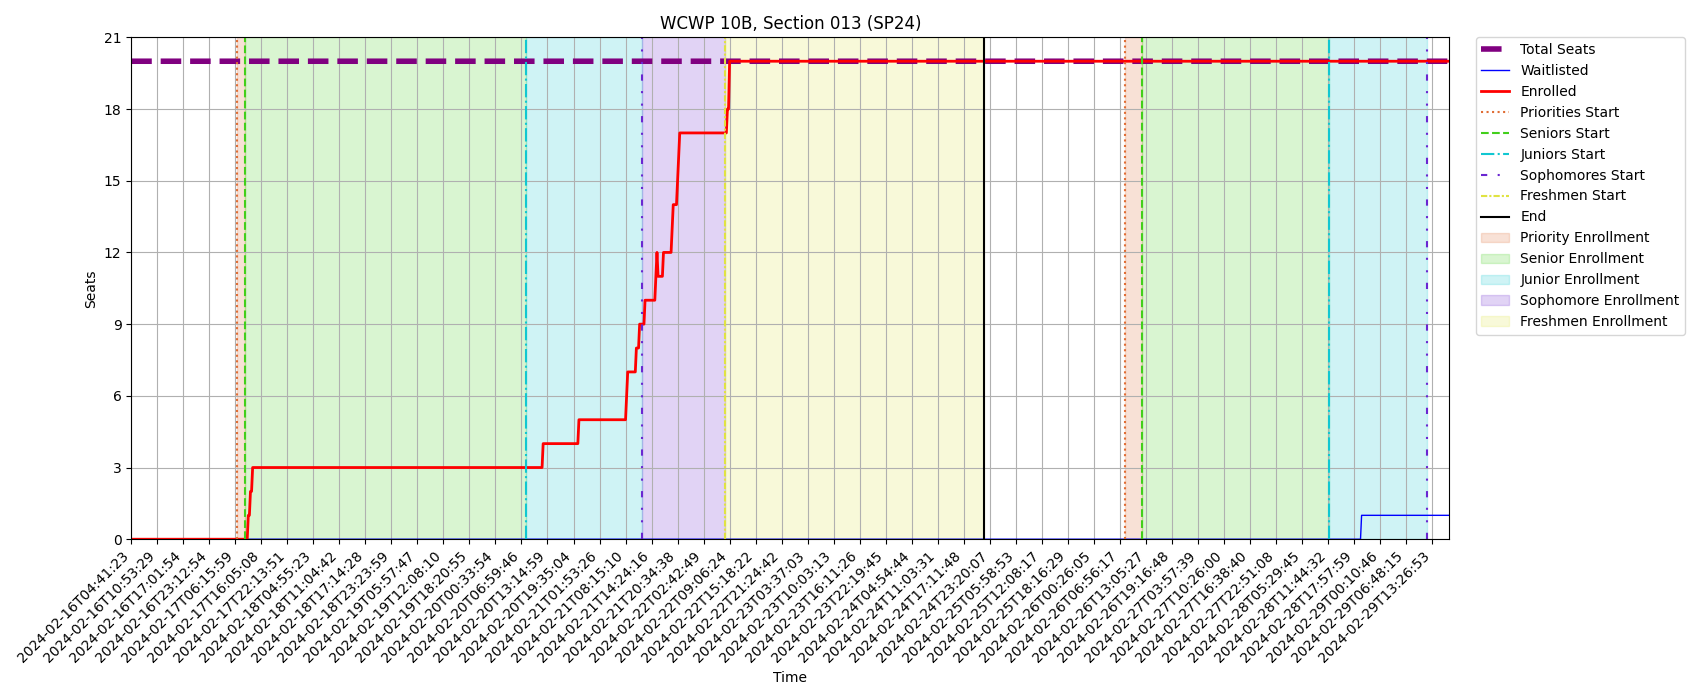 WCWP 10B, Section 013 (SP24)
Seats
21
18
15
12
9
6
3
0
2024-02-16T04:41:23
2024-02-16T10:53:29
2024-02-16T17:01:54
2024-02-16T23:12:54
2024-02-17T06:15:59
2024-02-17T16:05:08
2024-02-17T22:13:51
2024-02-18T04:55:23
2024-02-18T11:04:42
2024-02-18T17:14:28
2024-02-18T23:23:59
2024-02-19T05:57:47
2024-02-19T12:08:10
2024-02-19T18:20:55
2024-02-20T00:33:54
2024-02-20T06:59:46
2024-02-20T13:14:59
2024-02-20T19:35:04
2024-02-21T01:53:26
2024-02-21T08:15:10
2024-02-21T14:24:16
2024-02-21T20:34:38
2024-02-22T02:42:49
2024-02-22T09:06:24
2024-02-22T15:18:22
2024-02-22T21:24:42
2024-02-23T03:37:03
2024-02-23T10:03:13
2024-02-23T16:11:26
2024-02-23T22:19:45
2024-02-24T04:54:44
2024-02-24T11:03:31
2024-02-24T17:11:48
2024-02-24T23:20:07
2024-02-25T05:58:53
2024-02-25T12:08:17
2024-02-25T18:16:29
2024-02-26T00:26:05
2024-02-26T06:56:17
2024-02-26T13:05:27
2024-02-26T19:16:48
2024-02-27T03:57:39
2024-02-27T10:26:00
2024-02-27T16:38:40
2024-02-27T22:51:08
2024-02-28T05:29:45
2024-02-28T11:44:32
2024-02-28T17:57:59
2024-02-29T00:10:46
2024-02-29T06:48:15
2024-02-29T13:26:53
Time
Total Seats
Waitlisted
Enrolled
Priorities Start
Seniors Start
Juniors Start
Sophomores Start
Freshmen Start
End
Priority Enrollment
Senior Enrollment
Junior Enrollment
Sophomore Enrollment
Freshmen Enrollment